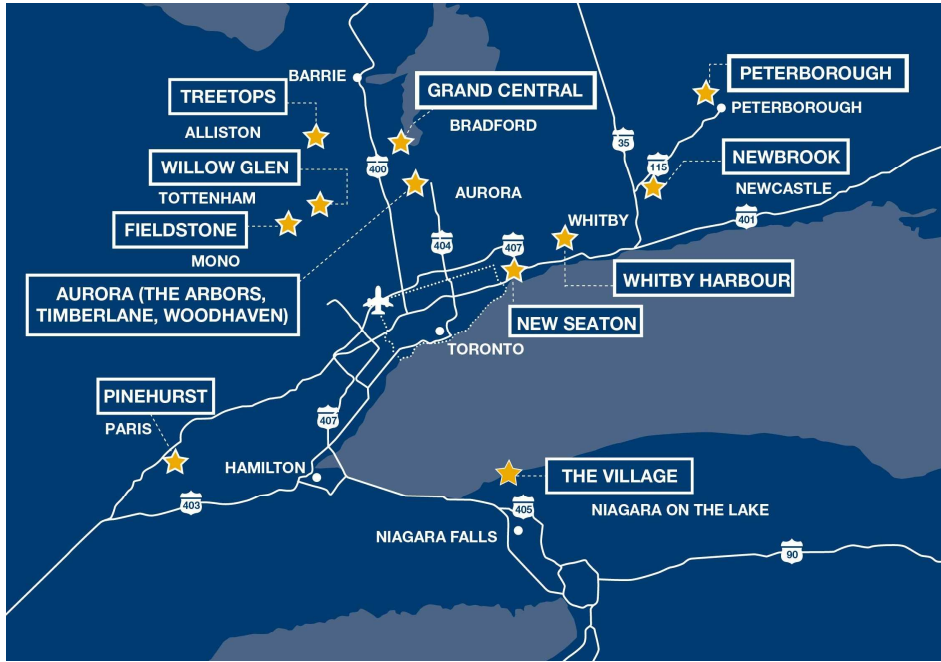 BARRIE
TREETOPS
ALLISTON
GRAND CENTRAL
BRADFORD
PETERBOROUGH
PETERBOROUGH
WILLOW GLEN
TOTTENHAM
400
35
115
NEWBROOK
NEWCASTLE
AURORA
FIELDSTONE
MONO
404
407
WHITBY
401
AURORA (THE ARBORS,
TIMBERLANE, WOODHAVEN)
WHITBY HARBOUR
NEW SEATON
TORONTO
PINEHURST
PARIS
407
HAMILTON
THE VILLAGE
NIAGARA ON THE LAKE
403
405
NIAGARA FALLS
90